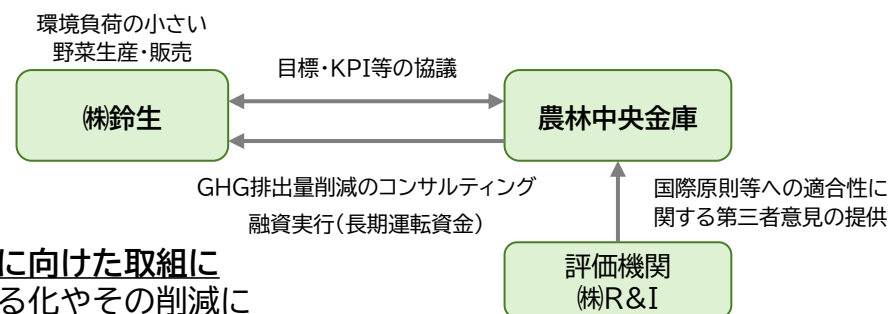 環境負荷の小さい
野菜生産・販売
目標・KPI等の協議
㈱鈴生
農林中央金庫
GHG排出量削減のコンサルティング
融資実行(長期運転資金)
国際原則等への適合性に
関する第三者意見の提供
評価機関
㈱R&I
に向けた取組に
る化やその削減に